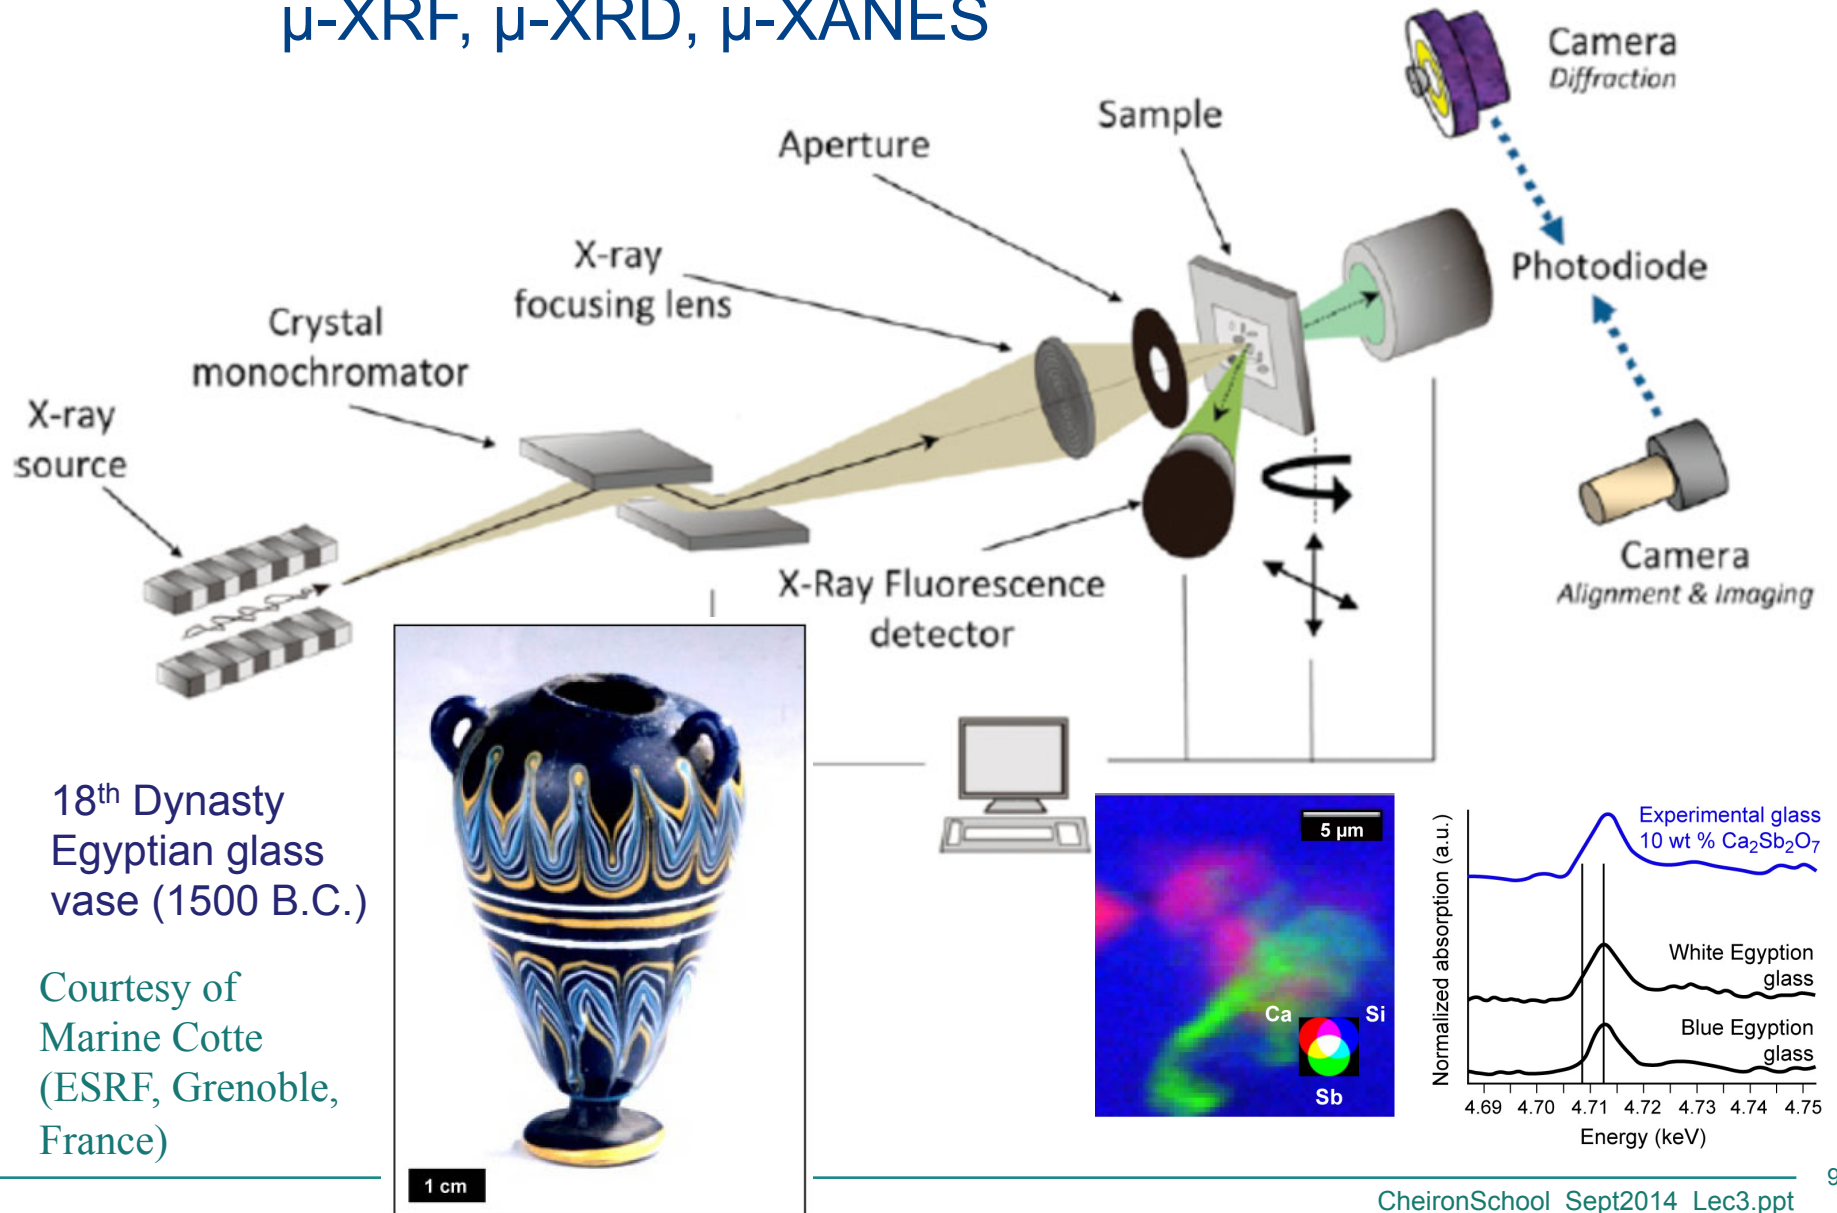 μ-XRF, μ-XRD, μ-XANES
Camera
Diffraction
Sample
Aperture
X-ray
focusing lens
Photodiode
Crystal
monochromator
X-ray
source
X-Ray Fluorescence
detector
Camera
Alignment & Imaging
18th Dynasty
Egyptian glass
vase (1500 B.C.)
Courtesy of
Marine Cotte
(ESRF, Grenoble,
France)
1 cm
5 μm
Ca
Si
Sb
Normalized absorption (a.u.)
Experimental glass
10 wt % Ca₂Sb₂O₇
White Egyption
glass
Blue Egyption
glass
4.69 4.70 4.71 4.72 4.73 4.74 4.75
Energy (keV)
9
CheironSchool_Sept2014_Lec3.ppt